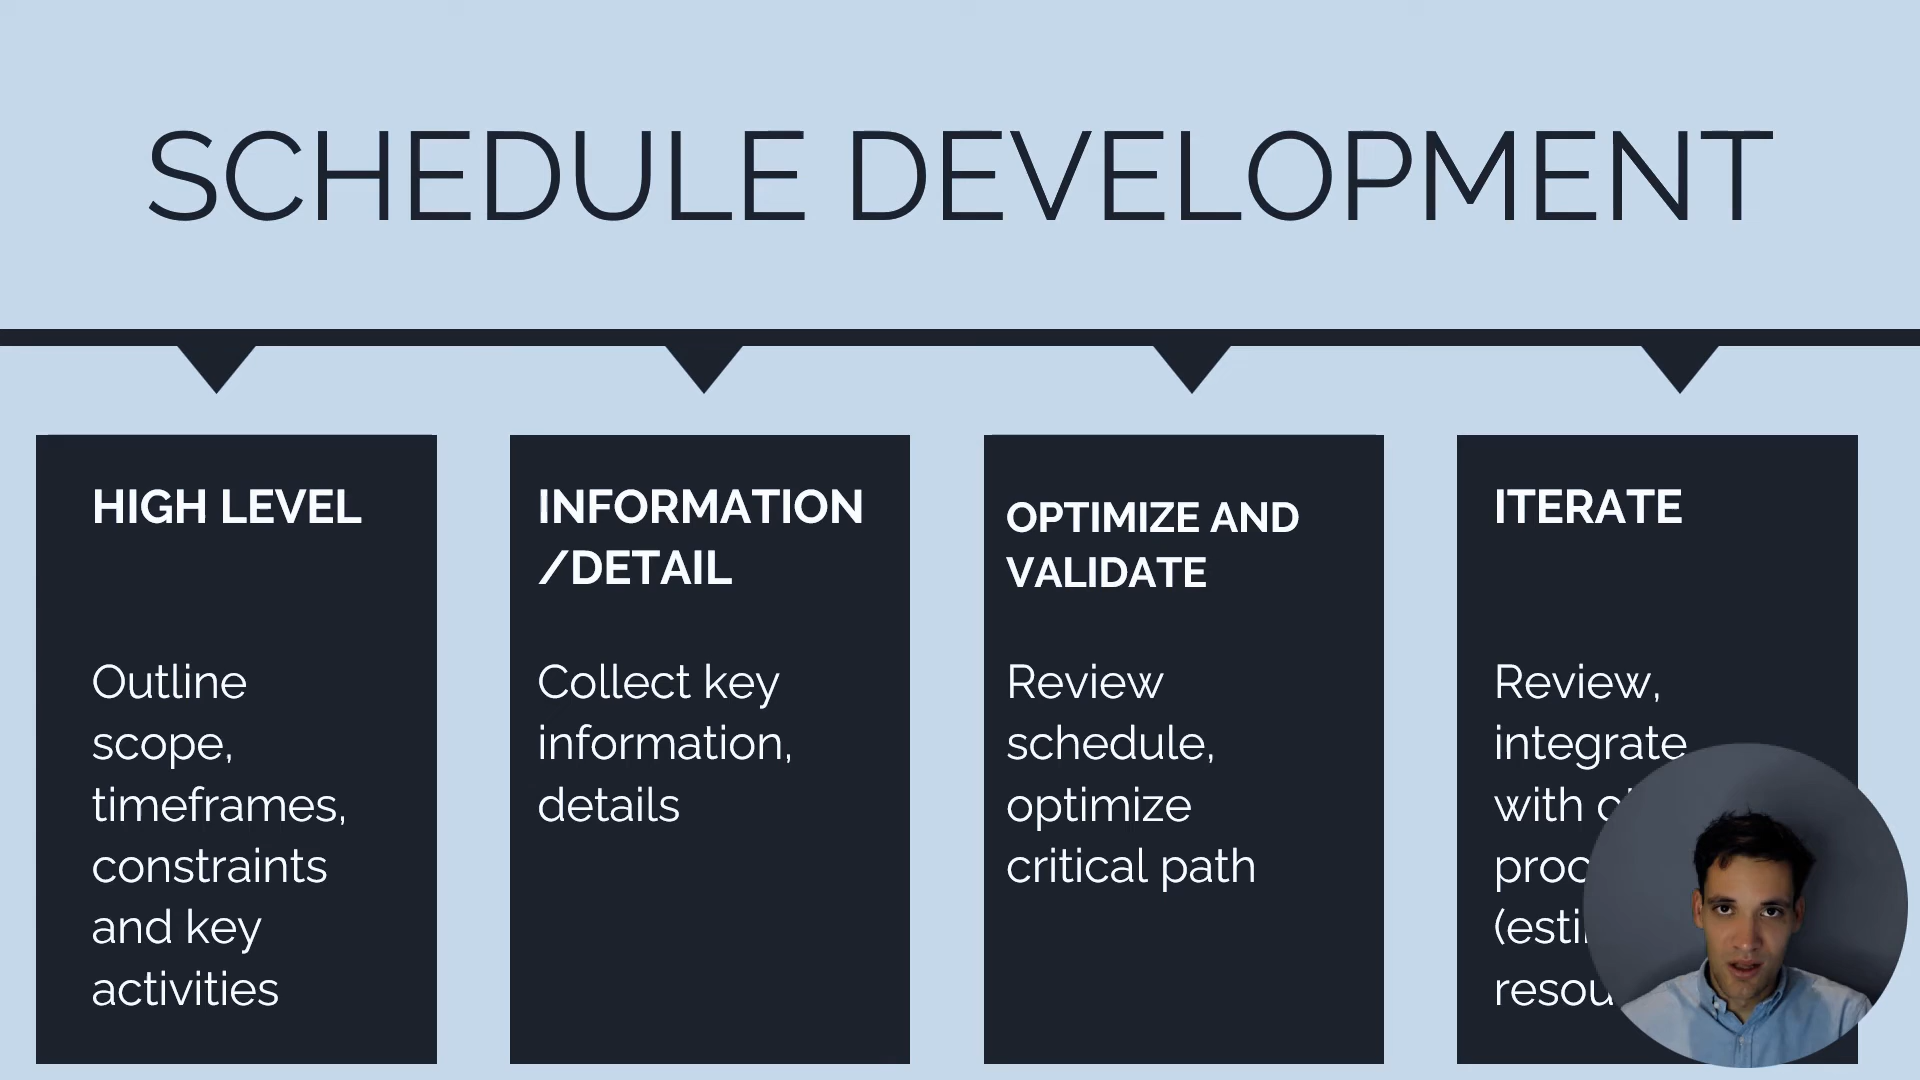 SCHEDULE DEVELOPMENT
HIGH LEVEL
Outline
scope,
timeframes,
constraints
and key
activities
INFORMATION
/DETAIL
Collect key
information,
details
OPTIMIZE AND
VALIDATE
Review
schedule,
optimize
critical path
ITERATE
Review,
integrate
with